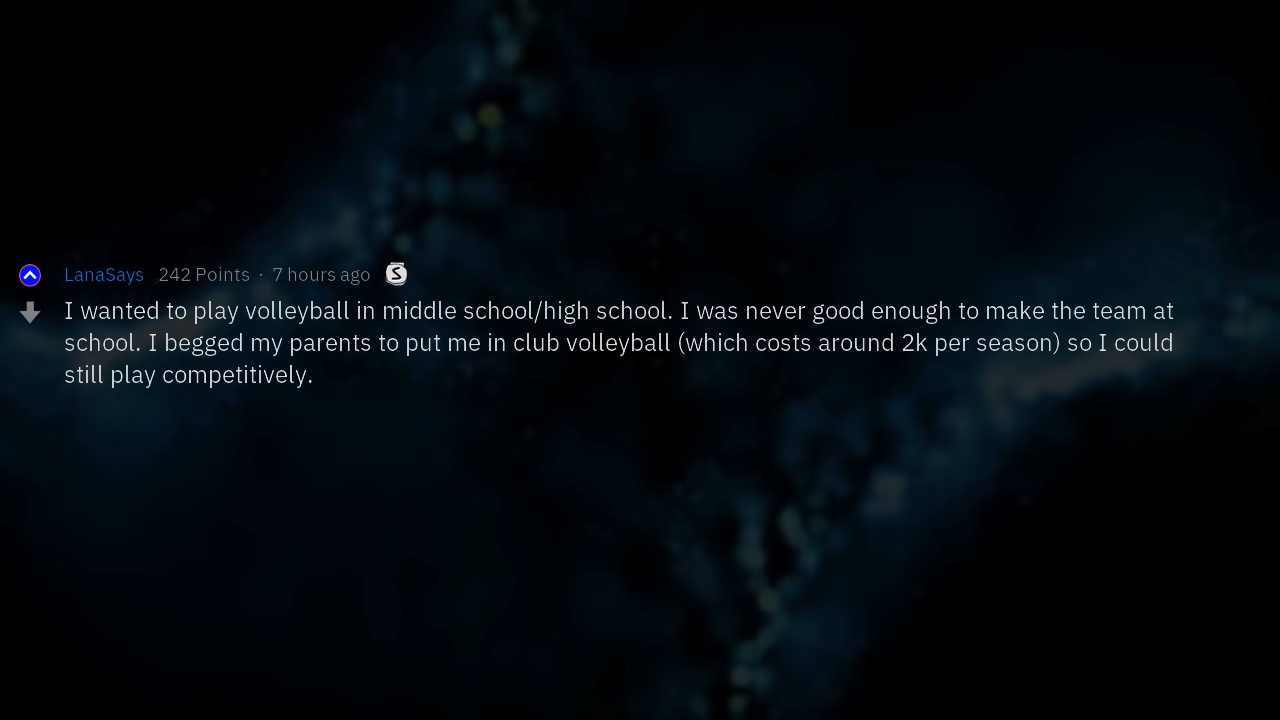 LanaSays 242 Points · 7 hours ago S
I wanted to play volleyball in middle school/high school. I was never good enough to make the team at
school. I begged my parents to put me in club volleyball (which costs around 2k per season) so I could
still play competitively.